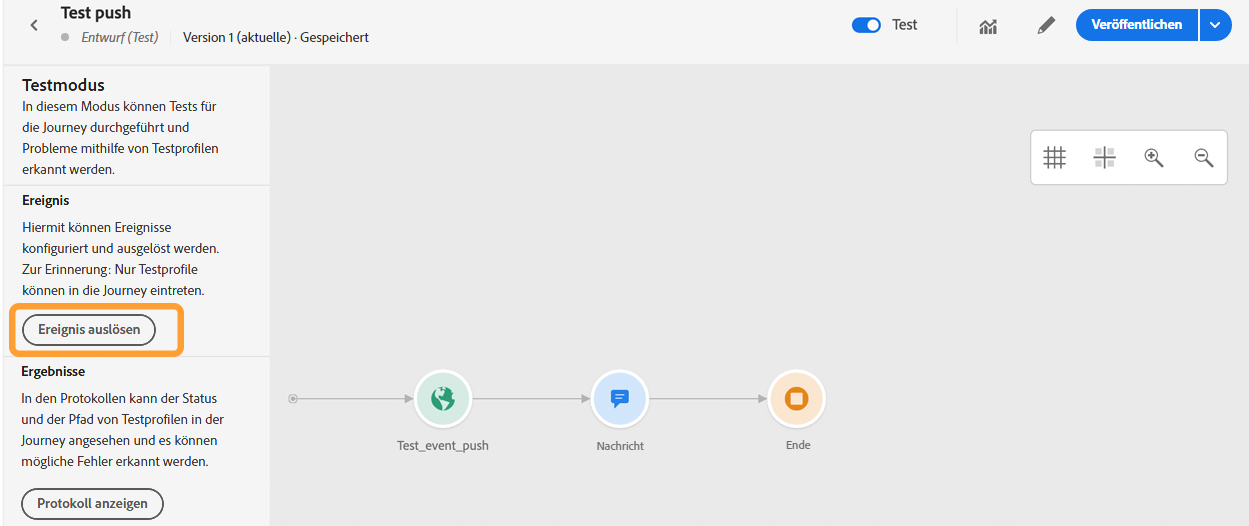 Test push
Entwurf (Test)
Version 1 (aktuelle) · Gespeichert
Test
Veröffentlichen
Testmodus
In diesem Modus können Tests für
die Journey durchgeführt und
Probleme mithilfe von Testprofilen
erkannt werden.
Ereignis
Hiermit können Ereignisse
konfiguriert und ausgelöst werden.
Zur Erinnerung: Nur Testprofile
können in die Journey eintreten.
Ereignis auslösen
Ergebnisse
In den Protokollen kann der Status
und der Pfad von Testprofilen in der
Journey angesehen und es können
mögliche Fehler erkannt werden.
Protokoll anzeigen
Test_event_push
Nachricht
Ende